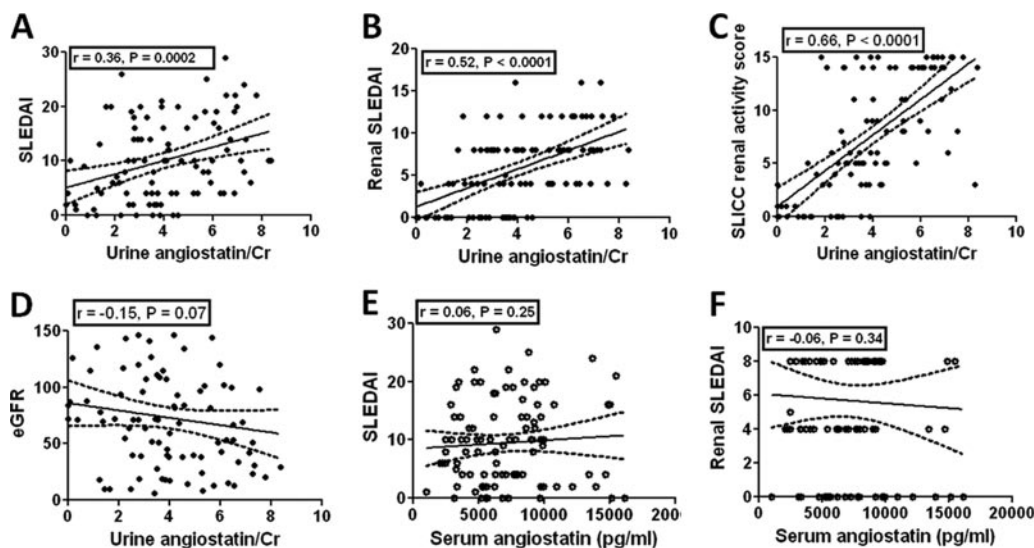 A
r = 0.36, P = 0.0002
SLEDAI
30
20
10
0
0 2 4 6 8 10
Urine angiostatin/Cr
B
r = 0.52, P < 0.0001
Renal SLEDAI
20
15
10
5
0
0 2 4 6 8 10
Urine angiostatin/Cr
C
r = 0.66, P < 0.0001
SLICC renal activity score
15
10
5
0
0 2 4 6 8 10
Urine angiostatin/Cr
D
r = -0.15, P = 0.07
eGFR
150
100
50
0
0 2 4 6 8 10
Urine angiostatin/Cr
E
r = 0.06, P = 0.25
SLEDAI
30
20
10
0
0 5000 10000 15000 2000
Serum angiostatin (pg/ml)
F
r = -0.06, P = 0.34
Renal SLEDAI
10
8
6
4
2
0
0 5000 10000 15000 20000
Serum angiostatin (pg/ml)